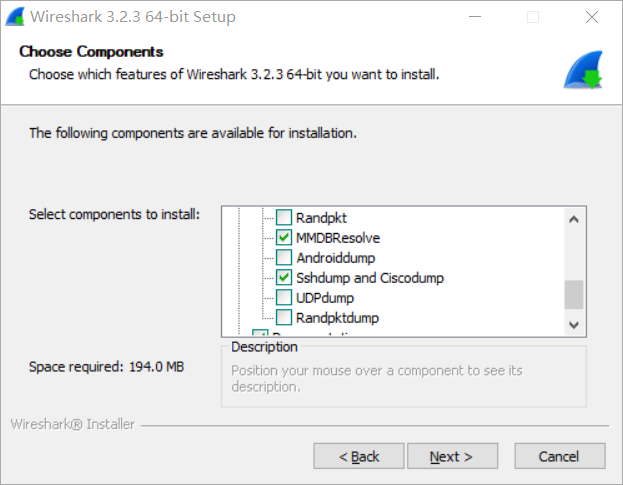 Wireshark 3.2.3 64-bit Setup
Choose Components
Choose which features of Wireshark 3.2.3 64-bit you want to install.
The following components are available for installation.
Select components to install:
Randpkt
MMDBResolve
Androiddump
Sshdump and Ciscodump
UDPdump
Randpktdump
Space required: 194.0 MB
Description
Position your mouse over a component to see its
description.
Wireshark® Installer
< Back
Next >
Cancel